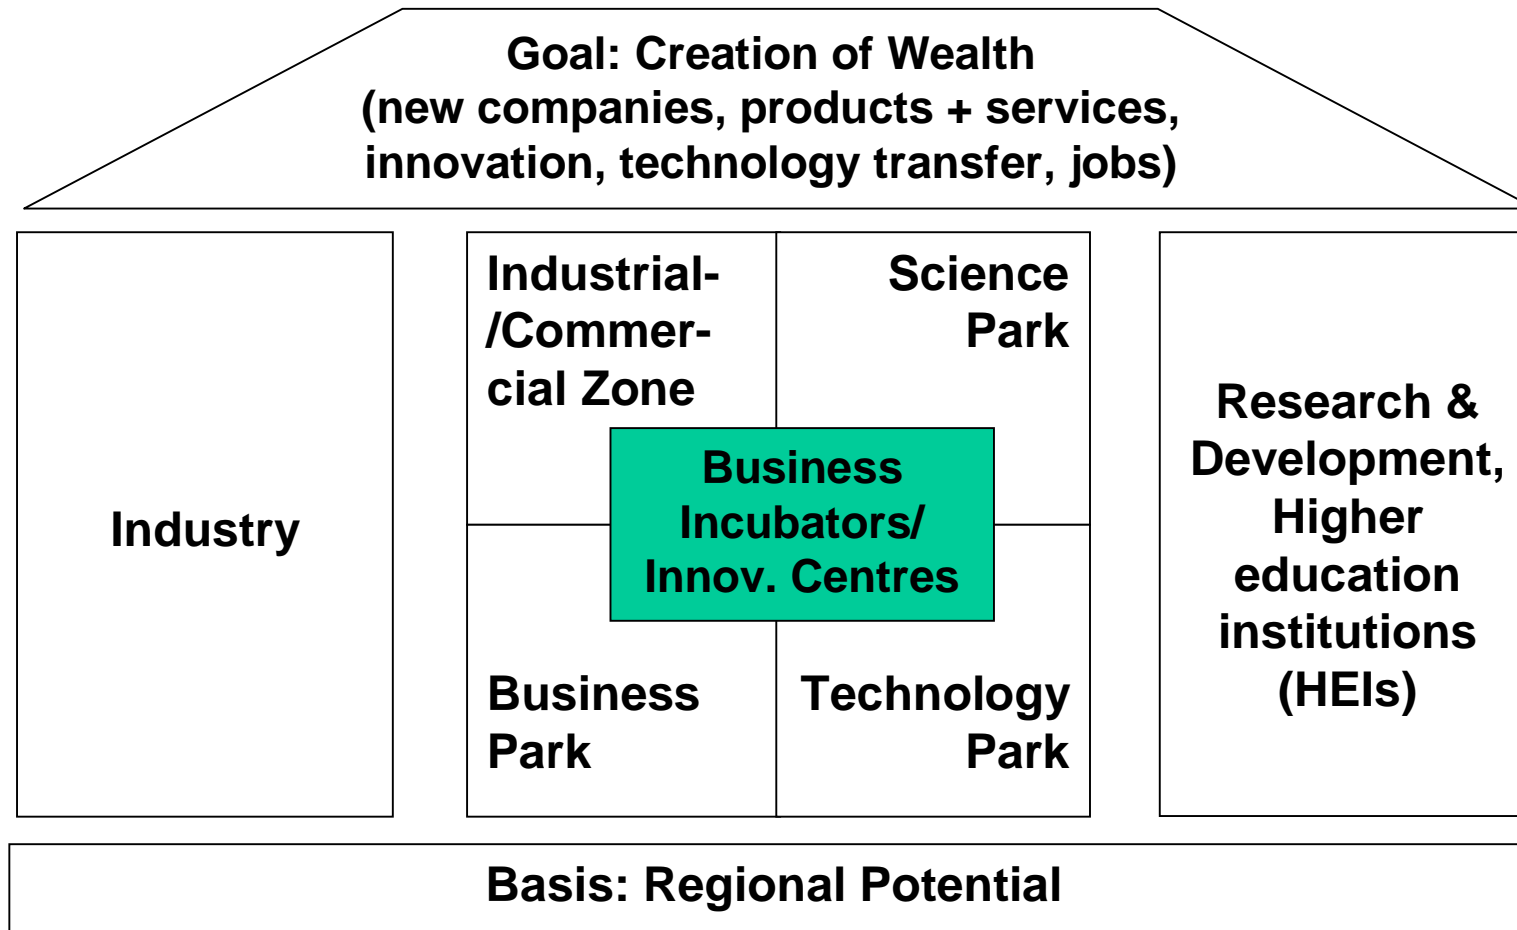 Goal: Creation of Wealth
(new companies, products + services,
innovation, technology transfer, jobs)
Industry
Industrial-
/Commer-
cial Zone
Science
Park
Business
Incubators/
Innov. Centres
Business
Park
Technology
Park
Research &
Development,
Higher
education
institutions
(HEIs)
Basis: Regional Potential